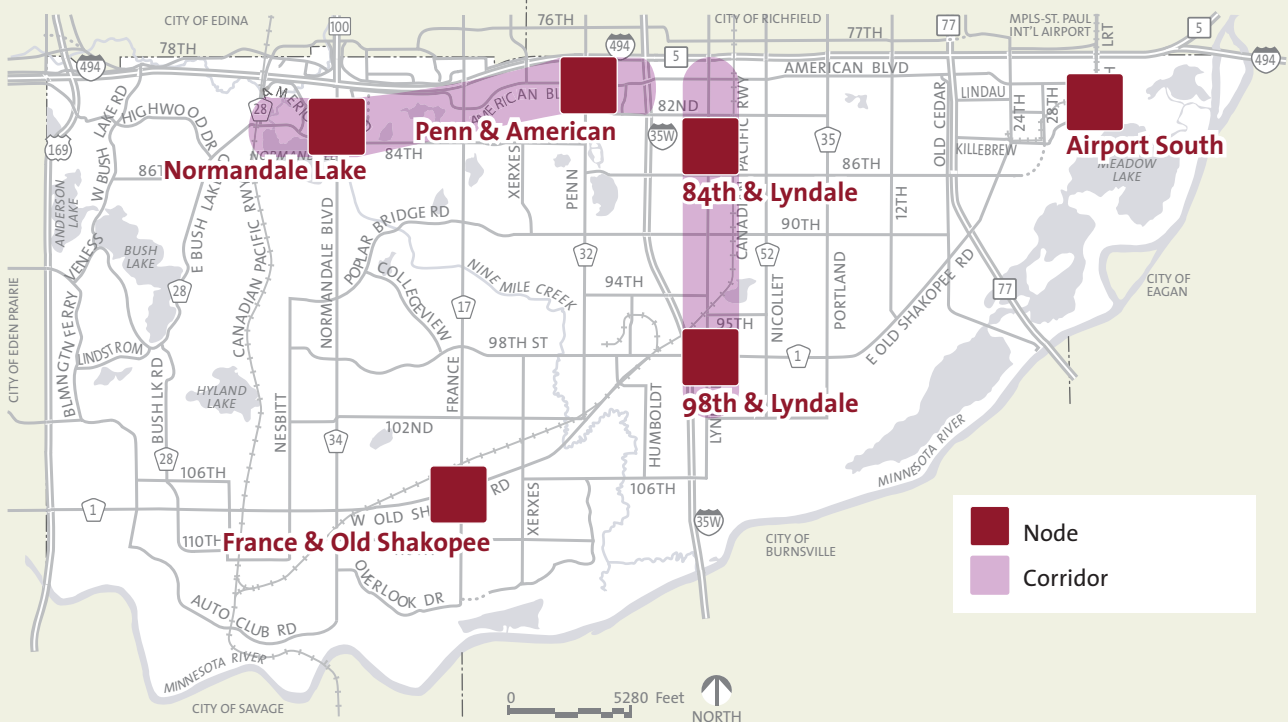 CITY OF EDINA
100
76TH
CITY OF RICHFIELD
77
MPLS-ST. PAUL
INT'L AIRPORT
LRT
5
78TH
494
77TH
494
5
494
AMERICAN BLVD
28
82ND
LINDAU
24TH
28TH
HIGHWOOD DR
W BUSH LAKE RD
169
Penn & American
35W
35
OLD CEDAR
KILLEBREW
Airport South
MEADOW
LAKE
84TH
Normandale Lake
86TH
84th & Lyndale
CANADIAN PACIFIC RWY
12TH
ANDERSON
LAKE
E BUSH LAKE RD
NORMANDALE BLVD
XERXES
PENN
90TH
POPLAR BRIDGE RD
BUSH
LAKE
32
52
NINE MILE CREEK
94TH
COLLEGEVIEW
NICOLLET
PORTLAND
E OLD SHAKOPEE RD
CITY OF
EAGAN
77
28
17
CANADIAN PACIFIC RWY
CITY OF EDEN PRAIRIE
BLMNGTN FERRY
VENESS
LINDSTROM
95TH
98TH ST
1
BUSH LK RD
HYLAND
LAKE
NESBITT
FRANCE
HUMBOLDT
98th & Lyndale
LYN
102ND
34
28
106TH
106TH
MINNESOTA RIVER
1
W OLD SH
RD
XERXES
35W
110TH
France & Old Shakopee
CITY OF
BURNSVILLE
Node
Corridor
OVERLOOK DR
AUTO CLUB RD
MINNESOTA RIVER
CITY OF SAVAGE
0
5280 Feet
NORTH